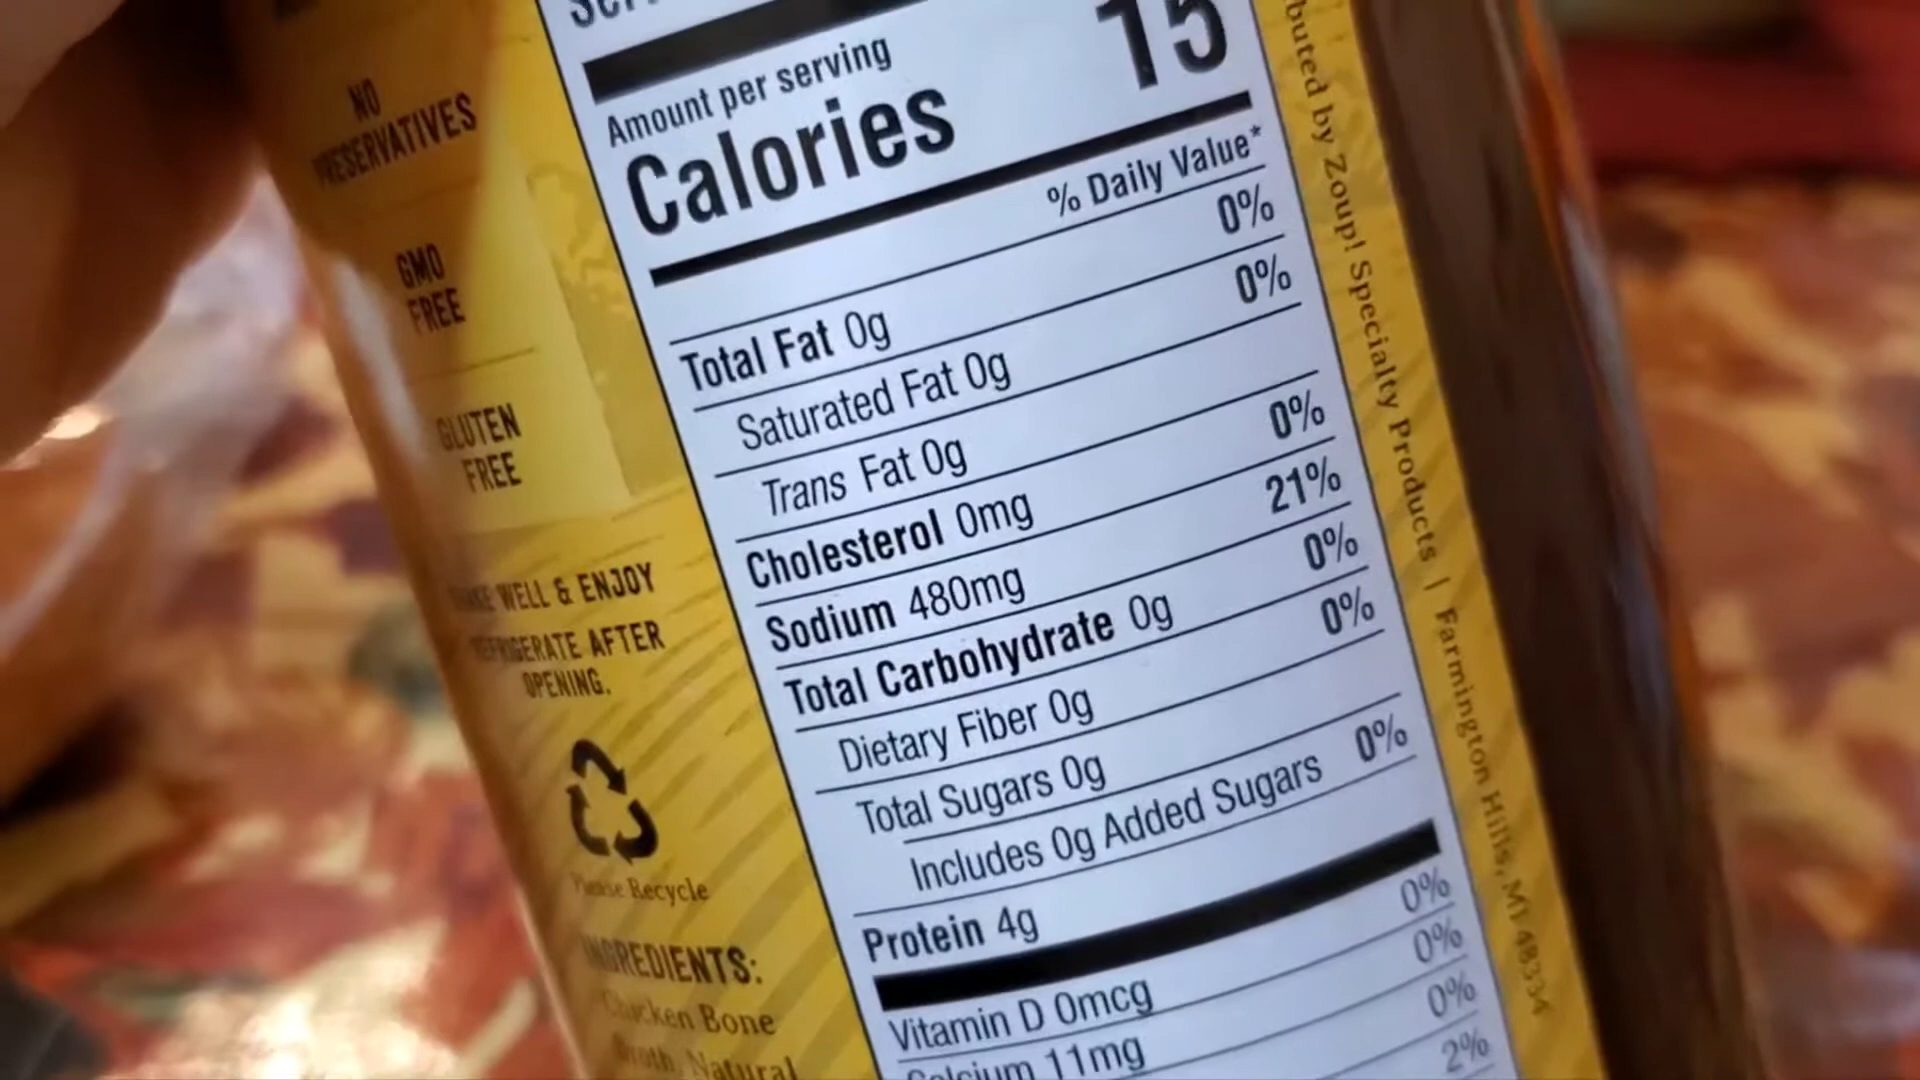 NO
PRESERVATIVES
GMO
FREE
GLUTEN
FREE
WELL & ENJOY
REFRIGERATE AFTER
OPENING.
Please Recycle
INGREDIENTS:
Chicken Bone
Broth, Natural
Amount per serving
Calories 15
% Daily Value*
Total Fat 0g 0%
Saturated Fat 0g 0%
Trans Fat 0g
Cholesterol 0mg 0%
Sodium 480mg 21%
Total Carbohydrate 0g 0%
Dietary Fiber 0g 0%
Total Sugars 0g
Includes 0g Added Sugars 0%
Protein 4g
Vitamin D 0mcg 0%
Calcium 11mg 0%
0%
2%
buted by Zoup! Specialty Products | Farmington Hills, MI 48334